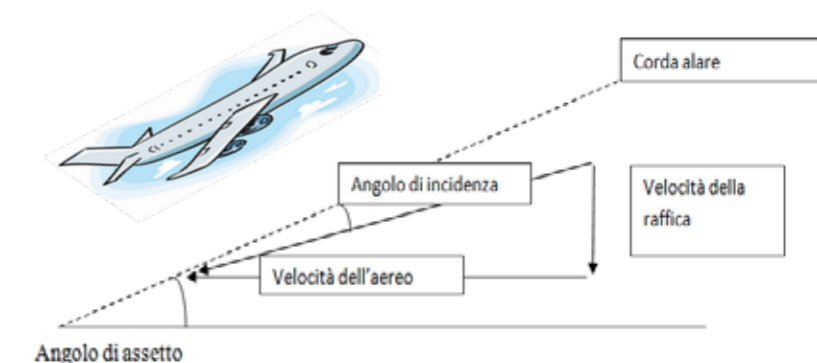 Corda alare
Angolo di incidenza
Velocità della
raffica
Velocità dell'aereo
Angolo di assetto